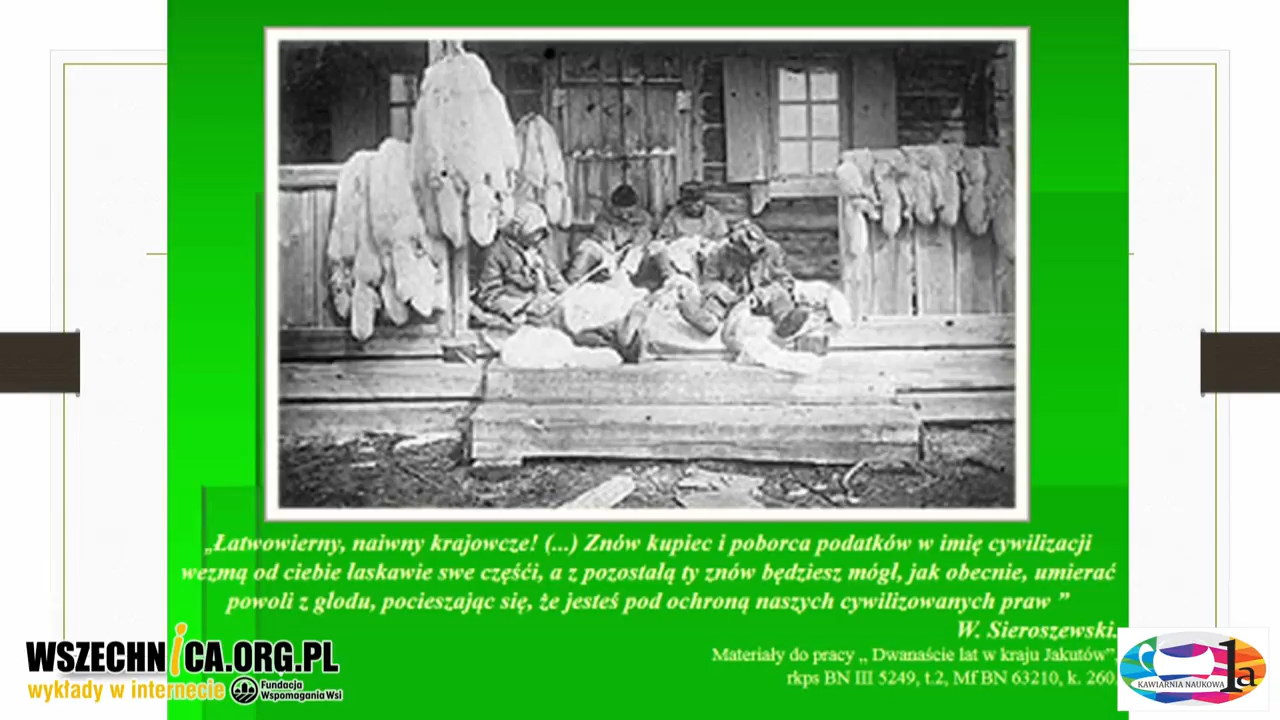 „Łatwowierny, naiwny krajowcze! (...) Znów kupiec i poborca podatków w imię cywilizacji
wezmą od ciebie łaskawie swe częśći, a z pozostałą ty znów będziesz mógł, jak obecnie, umierać
powoli z głodu, pocieszając się, że jesteś pod ochroną naszych cywilizowanych praw ”
W. Sieroszewski.
Materiały do pracy „ Dwanaście lat w kraju Jakutów”,
rkps BN III 5249, t.2, Mf BN 63210, k. 260.
WSZECHNiCA.ORG.PL
wykłady w internecie
Fundacja
Wspomagania Wsi
KAWIARNIA NAUKOWA
1a